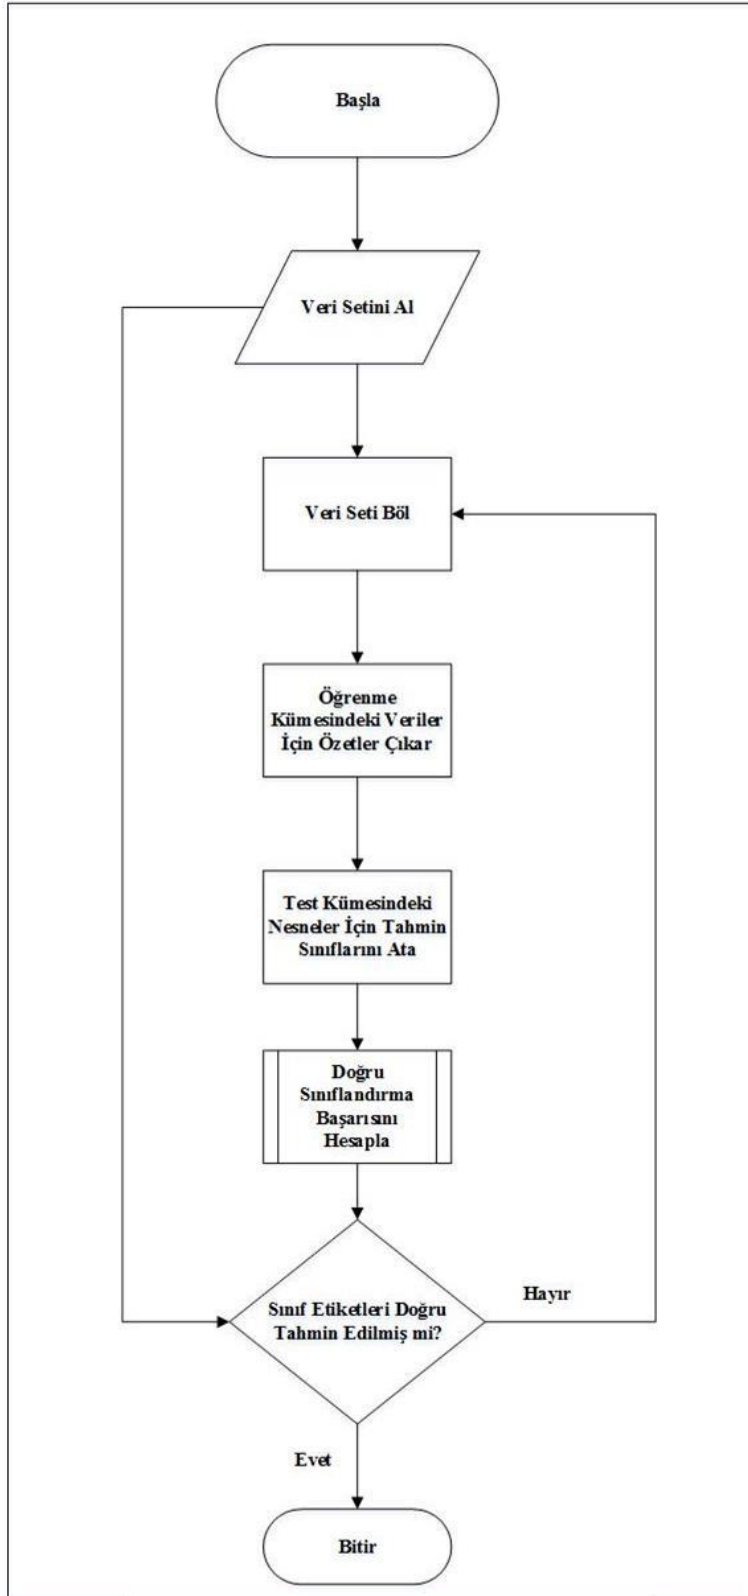 Başla
Veri Setini Al
Veri Seti Böl
Öğrenme
Kümesindeki Veriler
İçin Özetler Çıkar
Test Kümesindeki
Nesneler İçin Tahmin
Sınıflarını Ata
Doğru
Sınıflandırma
Başarısını
Hesapla
Sınıf Etiketleri Doğru
Tahmin Edilmiş mi?
Hayır
Evet
Bitir